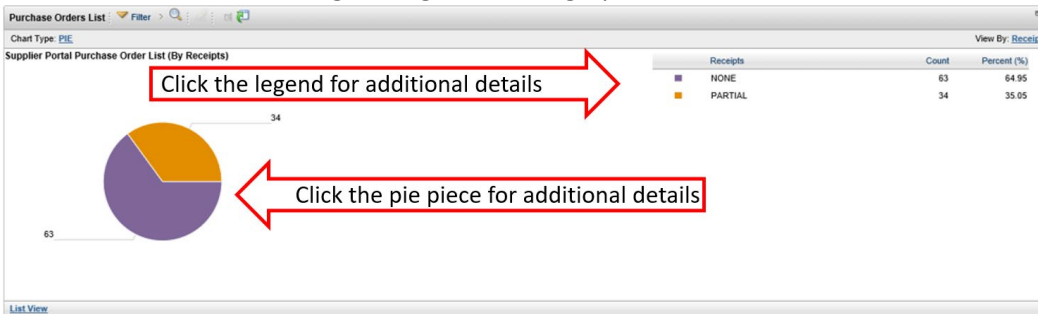 Purchase Orders List Filter
Chart Type: PIE View By: Receip
Supplier Portal Purchase Order List (By Receipts)
Click the legend for additional details
Receipts Count Percent (%)
NONE 63 64.95
PARTIAL 34 35.05
34
Click the pie piece for additional details
63
List View